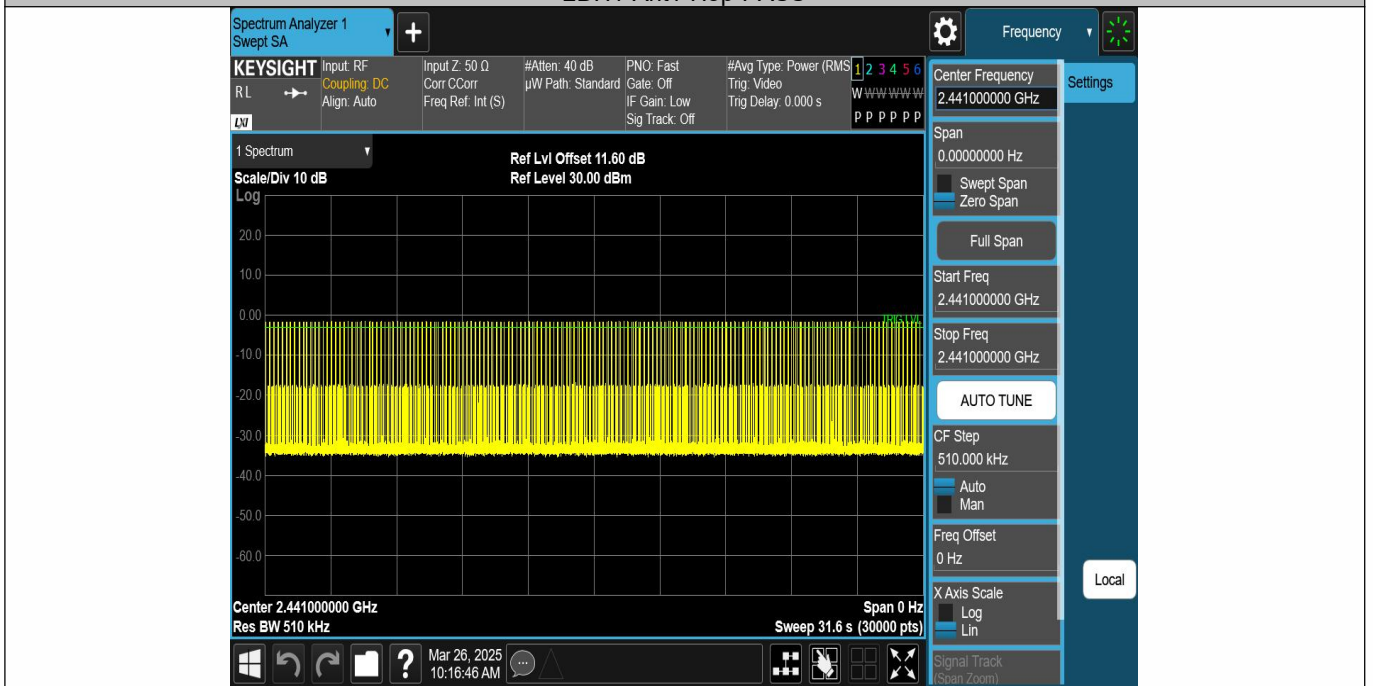 Spectrum Analyzer 1
Swept SA
Frequency
KEYSIGHT
RL
LXI
Input: RF
Coupling: DC
Align: Auto
Input Z: 50 Ω
Corr CCorr
Freq Ref: Int (S)
#Atten: 40 dB
µW Path: Standard
PNO: Fast
Gate: Off
IF Gain: Low
Sig Track: Off
#Avg Type: Power (RMS
Trig: Video
Trig Delay: 0.000 s
1 2 3 4 5 6
W W W W W W
P P P P P P
1 Spectrum
Scale/Div 10 dB
Ref Lvl Offset 11.60 dB
Ref Level 30.00 dBm
Log
20.0
10.0
0.00
-10.0
-20.0
-30.0
-40.0
-50.0
-60.0
TRIG LVL
Center 2.441000000 GHz
Res BW 510 kHz
Span 0 Hz
Sweep 31.6 s (30000 pts)
Center Frequency
2.441000000 GHz
Settings
Span
0.00000000 Hz
Swept Span
Zero Span
Full Span
Start Freq
2.441000000 GHz
Stop Freq
2.441000000 GHz
AUTO TUNE
CF Step
510.000 kHz
Auto
Man
Freq Offset
0 Hz
X Axis Scale
Log
Lin
Signal Track
(Span Zoom)
Local
?
Mar 26, 2025
10:16:46 AM